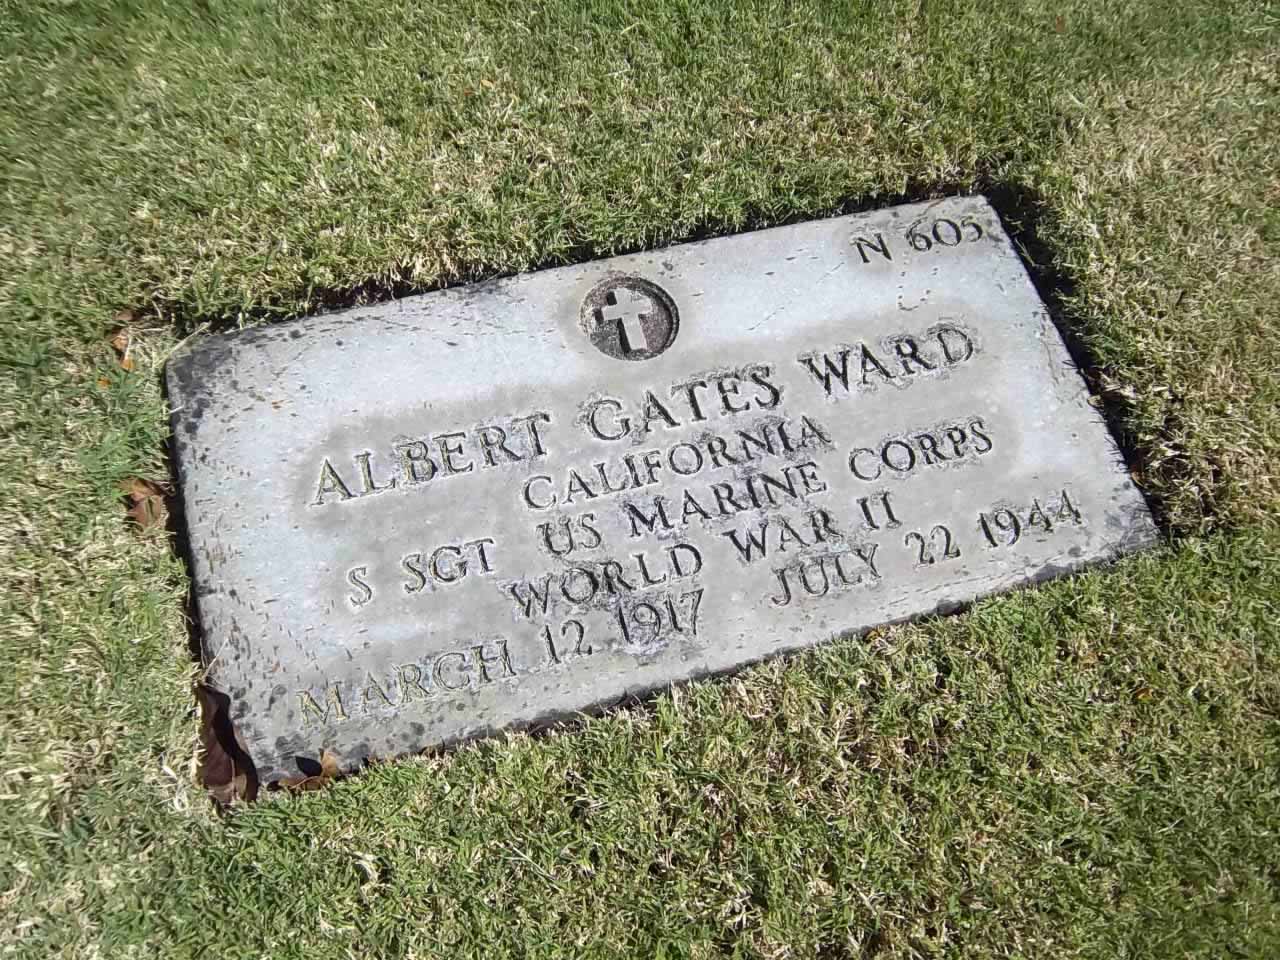 N 605
ALBERT GATES WARD
CALIFORNIA
S SGT US MARINE CORPS
WORLD WAR II
MARCH 12 1917 JULY 22 1944